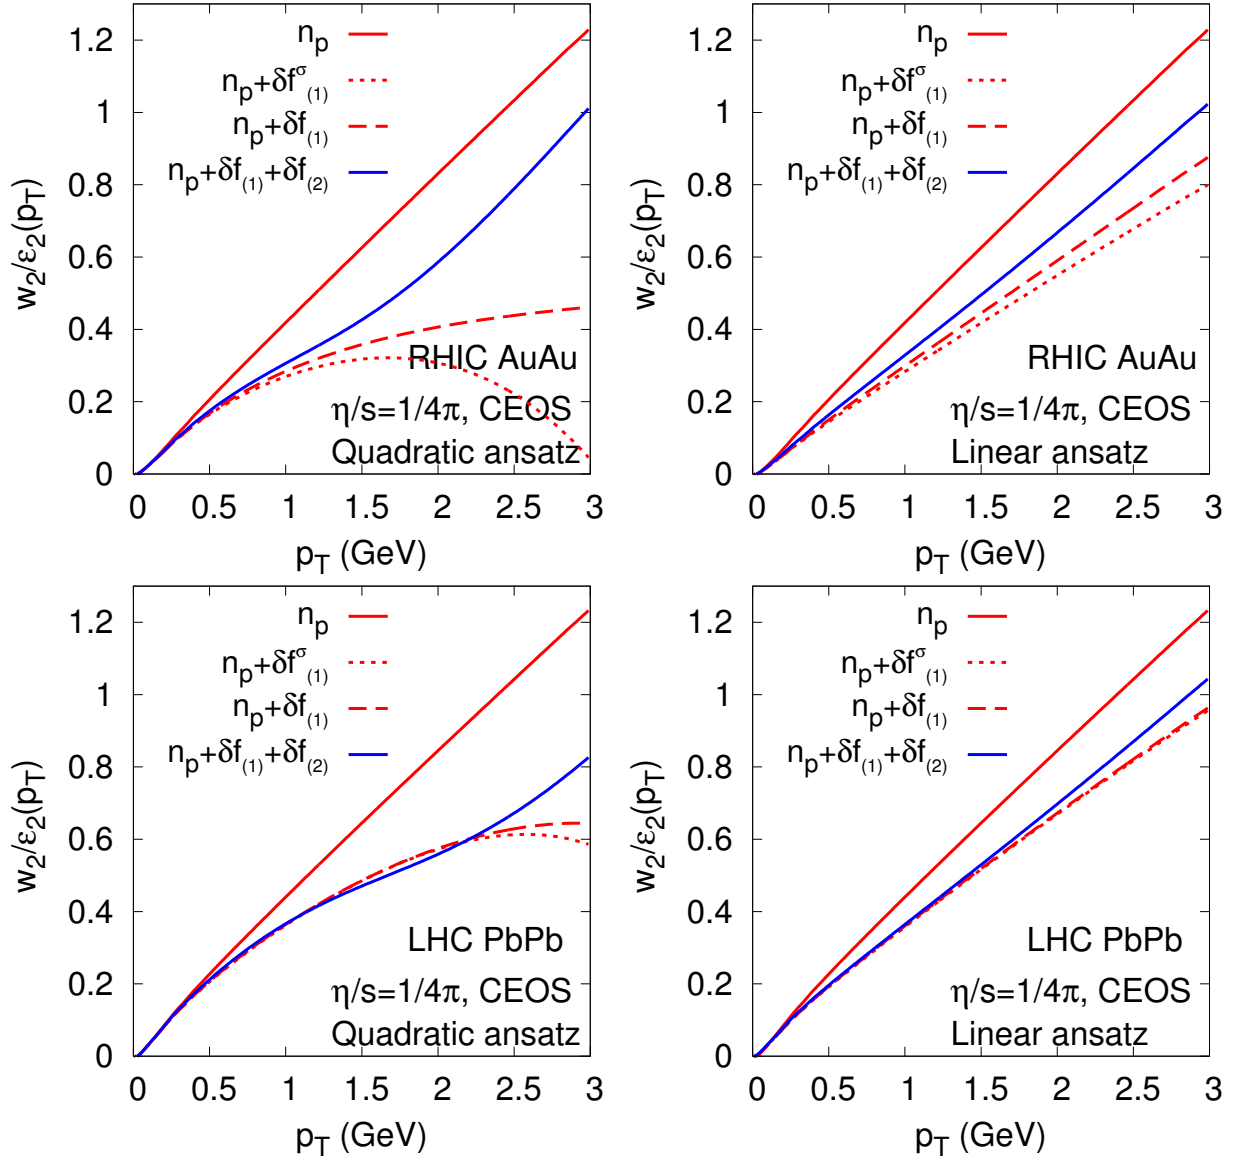 n_p
n_p+δf^σ_(1)
n_p+δf_(1)
n_p+δf_(1)+δf_(2)
RHIC AuAu
η/s=1/4π, CEOS
Quadratic ansatz
w_2/ε_2(p_T)
0
0.2
0.4
0.6
0.8
1
1.2
0 0.5 1 1.5 2 2.5 3
p_T (GeV)
n_p
n_p+δf^σ_(1)
n_p+δf_(1)
n_p+δf_(1)+δf_(2)
RHIC AuAu
η/s=1/4π, CEOS
Linear ansatz
w_2/ε_2(p_T)
0
0.2
0.4
0.6
0.8
1
1.2
0 0.5 1 1.5 2 2.5 3
p_T (GeV)
n_p
n_p+δf^σ_(1)
n_p+δf_(1)
n_p+δf_(1)+δf_(2)
LHC PbPb
η/s=1/4π, CEOS
Quadratic ansatz
w_2/ε_2(p_T)
0
0.2
0.4
0.6
0.8
1
1.2
0 0.5 1 1.5 2 2.5 3
p_T (GeV)
n_p
n_p+δf^σ_(1)
n_p+δf_(1)
n_p+δf_(1)+δf_(2)
LHC PbPb
η/s=1/4π, CEOS
Linear ansatz
w_2/ε_2(p_T)
0
0.2
0.4
0.6
0.8
1
1.2
0 0.5 1 1.5 2 2.5 3
p_T (GeV)